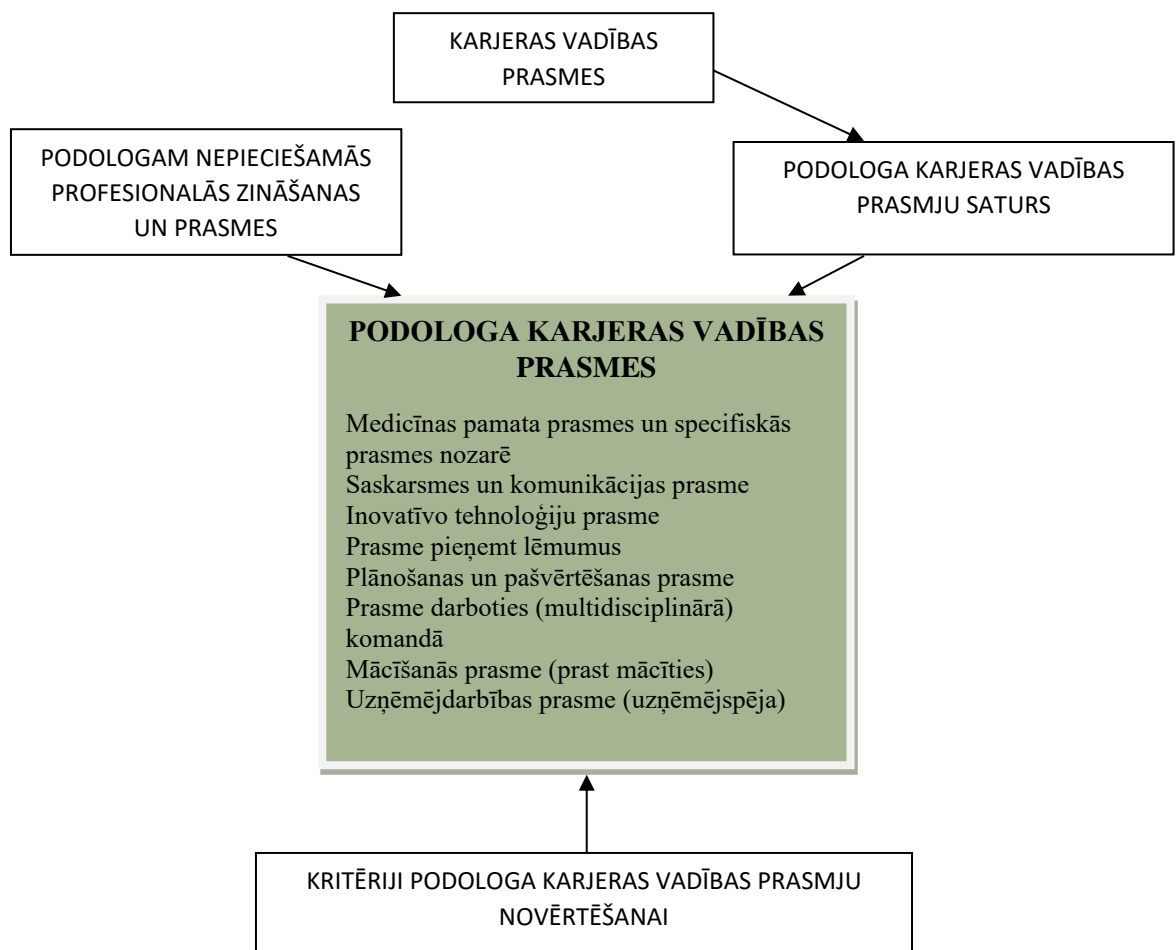 KARJERAS VADĪBAS
PRASMES
PODOLOGAM NEPIECIEŠAMĀS
PROFESIONALĀS ZINĀŠANAS
UN PRASMES
PODOLOGA KARJERAS VADĪBAS
PRASMJU SATURS
PODOLOGA KARJERAS VADĪBAS
PRASMES
Medicīnas pamata prasmes un specifiskās
prasmes nozarē
Saskarsmes un komunikācijas prasme
Inovatīvo tehnoloģiju prasme
Prasme pieņemt lēmumus
Plānošanas un pašvērtēšanas prasme
Prasme darboties (multidisciplinārā)
komandā
Mācīšanās prasme (prast mācīties)
Uzņēmējdarbības prasme (uzņēmējspēja)
KRITĒRIJI PODOLOGA KARJERAS VADĪBAS PRASMJU
NOVĒRTĒŠANAI